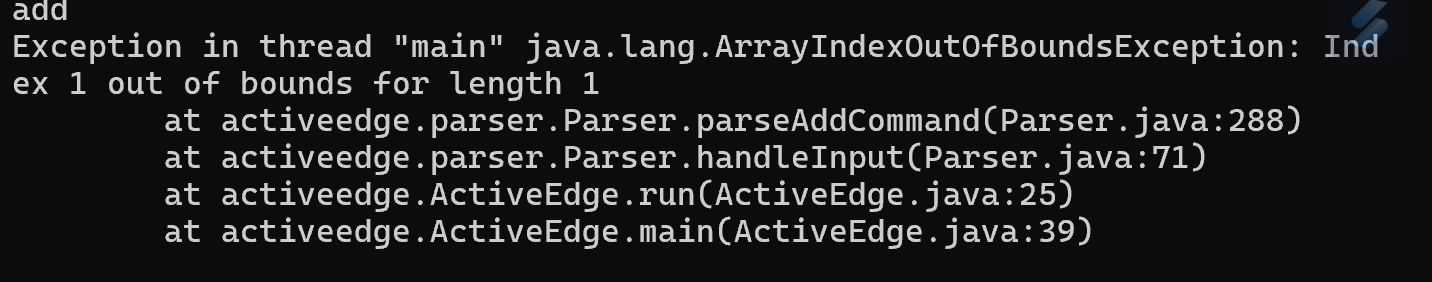 add
Exception in thread "main" java.lang.ArrayIndexOutOfBoundsException: Ind
ex 1 out of bounds for length 1
at activeedge.parser.Parser.parseAddCommand(Parser.java:288)
at activeedge.parser.Parser.handleInput(Parser.java:71)
at activeedge.ActiveEdge.run(ActiveEdge.java:25)
at activeedge.ActiveEdge.main(ActiveEdge.java:39)